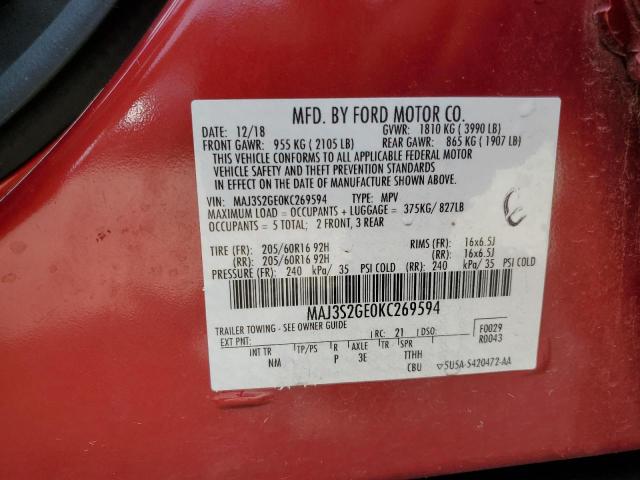 MFD. BY FORD MOTOR CO.
DATE: 12/18 GVWR: 1810 KG ( 3990 LB)
FRONT GAWR: 955 KG ( 2105 LB) REAR GAWR: 865 KG ( 1907 LB)
THIS VEHICLE CONFORMS TO ALL APPLICABLE FEDERAL MOTOR
VEHICLE SAFETY AND THEFT PREVENTION STANDARDS
IN EFFECT ON THE DATE OF MANUFACTURE SHOWN ABOVE.
VIN: MAJ3S2GE0KC269594 TYPE: MPV
MAXIMUM LOAD = OCCUPANTS + LUGGAGE = 375KG/ 827LB
OCCUPANTS = 5 TOTAL; 2 FRONT, 3 REAR
TIRE (FR): 205/60R16 92H RIMS (FR): 16x6.5J
(RR): 205/60R16 92H (RR): 16x6.5J
PRESSURE (FR): 240 kPa/ 35 PSI COLD (RR): 240 kPa/ 35 PSI COLD
MAJ3S2GE0KC269594
TRAILER TOWING - SEE OWNER GUIDE
EXT PNT: RC: 21 DSO: F0029
R0043
INT TR TP/PS R AXLE TR SPR
NM P 3E TTHH
CBU ▽5U5A-S420472-AA